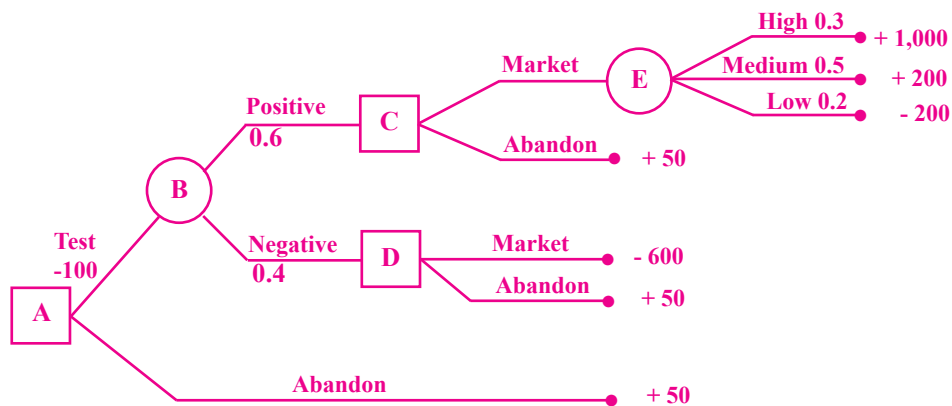 High 0.3
+ 1,000
Market
E
Medium 0.5
+ 200
Positive
Low 0.2
- 200
0.6
C
Abandon
+ 50
B
Test
-100
Negative
0.4
D
Market
- 600
Abandon
+ 50
A
Abandon
+ 50